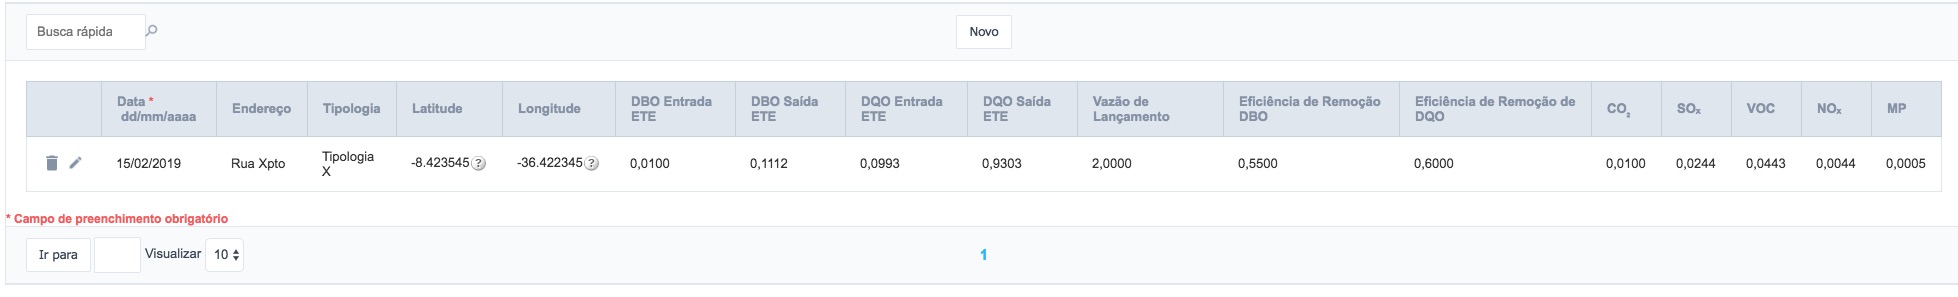 Busca rápida
Novo
Data *
dd/mm/aaaa
Endereço
Tipologia
Latitude
Longitude
DBO Entrada
ETE
DBO Saída
ETE
DQO Entrada
ETE
DQO Saída
ETE
Vazão de
Lançamento
Eficiência de Remoção
DBO
Eficiência de Remoção de
DQO
CO₂
SOₓ
VOC
NOₓ
MP
15/02/2019
Rua Xpto
Tipologia
X
-8.423545 ?
-36.422345 ?
0,0100
0,1112
0,0993
0,9303
2,0000
0,5500
0,6000
0,0100
0,0244
0,0443
0,0044
0,0005
* Campo de preenchimento obrigatório
Ir para
Visualizar
10
1